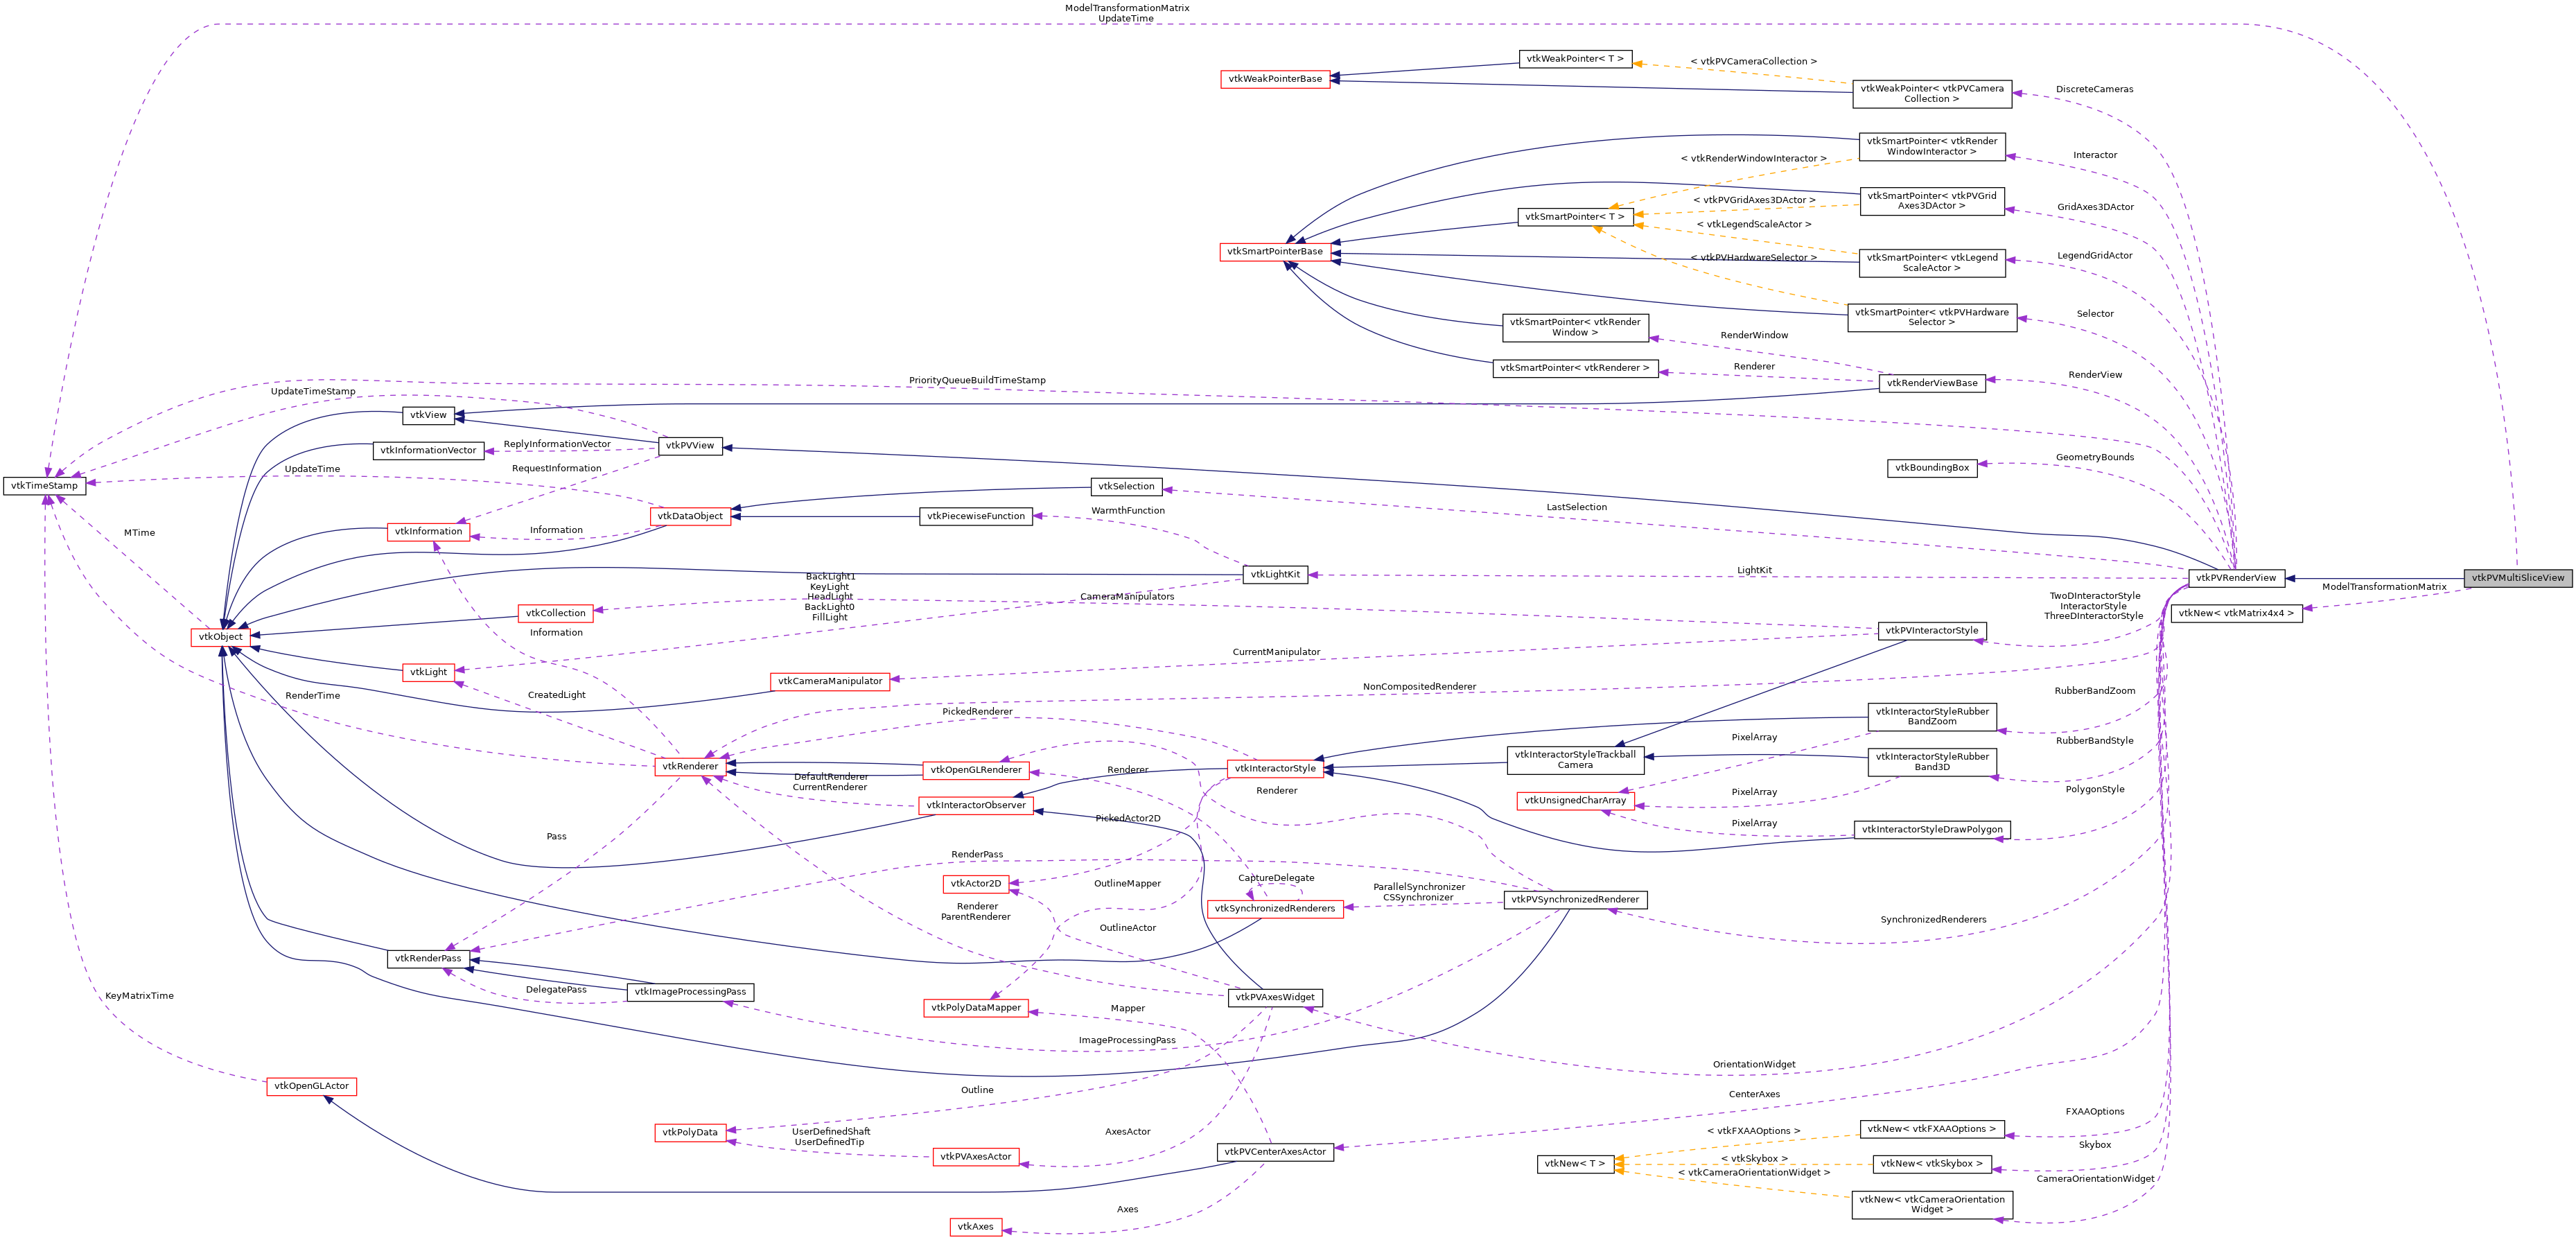 ModelTransformationMatrix
UpdateTime
vtkWeakPointer< T >
< vtkPVCameraCollection >
vtkWeakPointerBase
vtkWeakPointer< vtkPVCamera
Collection >
DiscreteCameras
vtkSmartPointer< vtkRender
WindowInteractor >
Interactor
< vtkRenderWindowInteractor >
vtkSmartPointer< vtkPVGrid
Axes3DActor >
< vtkPVGridAxes3DActor >
GridAxes3DActor
vtkSmartPointer< T >
< vtkLegendScaleActor >
vtkSmartPointerBase
vtkSmartPointer< vtkLegend
ScaleActor >
LegendGridActor
< vtkPVHardwareSelector >
vtkSmartPointer< vtkPVHardware
Selector >
Selector
vtkSmartPointer< vtkRender
Window >
RenderWindow
vtkSmartPointer< vtkRenderer >
Renderer
vtkRenderViewBase
RenderView
PriorityQueueBuildTimeStamp
UpdateTimeStamp
vtkView
vtkPVView
vtkInformationVector
ReplyInformationVector
RequestInformation
GeometryBounds
vtkBoundingBox
UpdateTime
vtkTimeStamp
vtkSelection
LastSelection
vtkDataObject
vtkPiecewiseFunction
WarmthFunction
vtkInformation
Information
MTime
vtkLightKit
LightKit
vtkPVRenderView
vtkPVMultiSliceView
ModelTransformationMatrix
BackLight1
KeyLight
HeadLight
BackLight0
FillLight
CameraManipulators
TwoDInteractorStyle
InteractorStyle
ThreeDInteractorStyle
vtkNew< vtkMatrix4x4 >
vtkCollection
vtkObject
Information
vtkPVInteractorStyle
CurrentManipulator
vtkLight
vtkCameraManipulator
NonCompositedRenderer
RenderTime
CreatedLight
RubberBandZoom
PickedRenderer
vtkInteractorStyleRubber
BandZoom
PixelArray
RubberBandStyle
vtkInteractorStyleTrackball
Camera
vtkInteractorStyleRubber
Band3D
vtkRenderer
vtkOpenGLRenderer
Renderer
vtkInteractorStyle
DefaultRenderer
CurrentRenderer
Renderer
PixelArray
PolygonStyle
vtkInteractorObserver
vtkUnsignedCharArray
PickedActor2D
PixelArray
vtkInteractorStyleDrawPolygon
Pass
RenderPass
CaptureDelegate
vtkActor2D
OutlineMapper
ParallelSynchronizer
CSSynchronizer
vtkPVSynchronizedRenderer
Renderer
ParentRenderer
vtkSynchronizedRenderers
SynchronizedRenderers
OutlineActor
vtkRenderPass
DelegatePass
vtkImageProcessingPass
KeyMatrixTime
vtkPVAxesWidget
vtkPolyDataMapper
Mapper
ImageProcessingPass
OrientationWidget
vtkOpenGLActor
Outline
CenterAxes
FXAAOptions
vtkPolyData
UserDefinedShaft
UserDefinedTip
AxesActor
< vtkFXAAOptions >
vtkNew< vtkFXAAOptions >
Skybox
vtkPVAxesActor
vtkPVCenterAxesActor
vtkNew< T >
< vtkSkybox >
vtkNew< vtkSkybox >
< vtkCameraOrientationWidget >
CameraOrientationWidget
vtkNew< vtkCameraOrientation
Widget >
Axes
vtkAxes